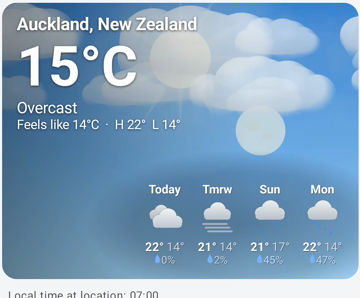 Auckland, New Zealand
15°C
Overcast
Feels like 14°C · H 22° L 14°
Today Tmrw Sun Mon
22° 14° 21° 14° 21° 17° 22° 14°
0% 2% 45% 47%
Local time at location: 07:00